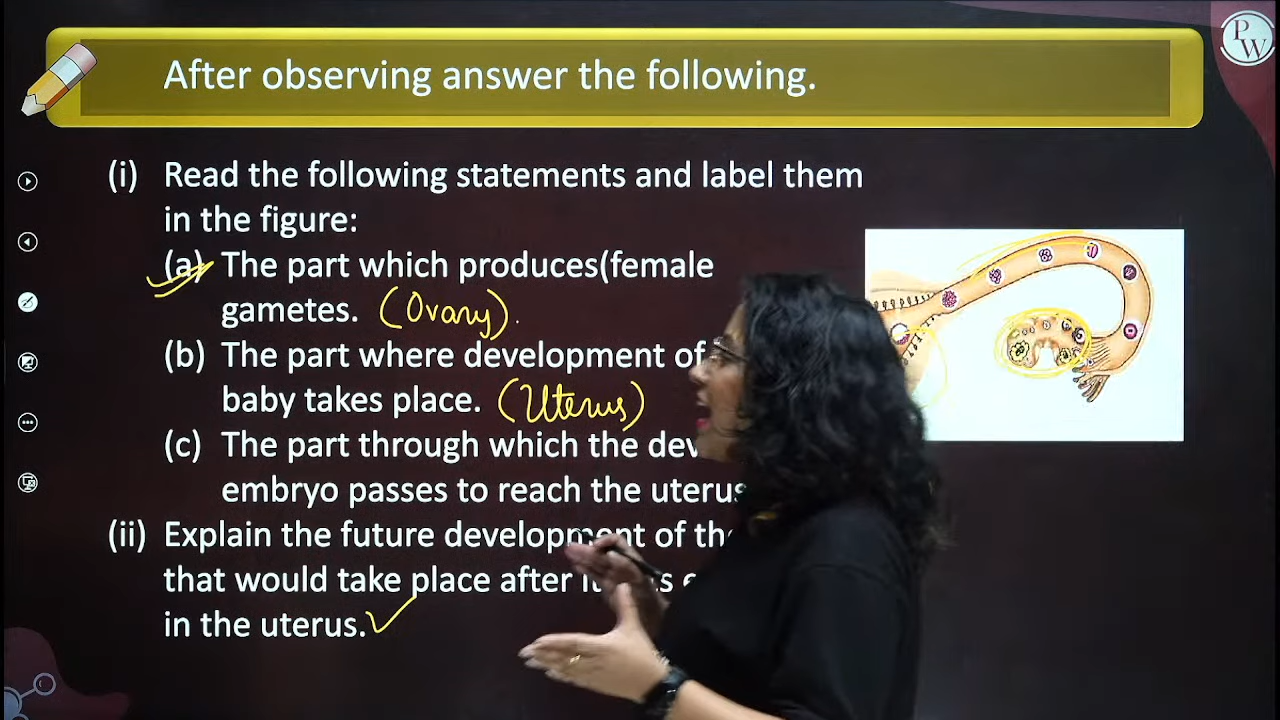 After observing answer the following.
PW
(i) Read the following statements and label them
in the figure:
(a) The part which produces(female
gametes. (Ovary).
(b) The part where development of
baby takes place. (Uterus)
(c) The part through which the dev
embryo passes to reach the uterus
(ii) Explain the future development of the
that would take place after
in the uterus.